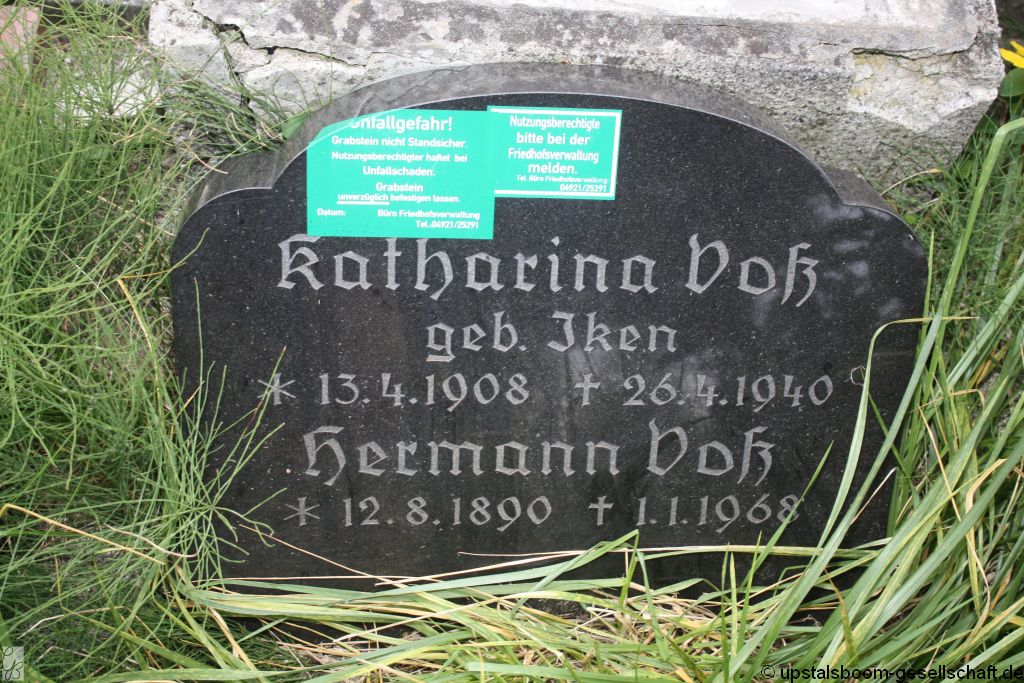 Unfallgefahr!
Grabstein nicht Standsicher.
Nutzungsberechtigter haftet bei
Unfallschaden.
Grabstein
unverzüglich befestigen lassen.
Datum: Büro Friedhofsverwaltung
Tel.:04921/25291
Nutzungsberechtigte
bitte bei der
Friedhofsverwaltung
melden.
Tel. Büro Friedhofsverwaltung
04921/25291
Katharina Voß
geb. Iken
* 13.4.1908 † 26.4.1940
Hermann Voß
* 12.8.1890 † 1.1.1968
© upstalsboom-gesellschaft.de